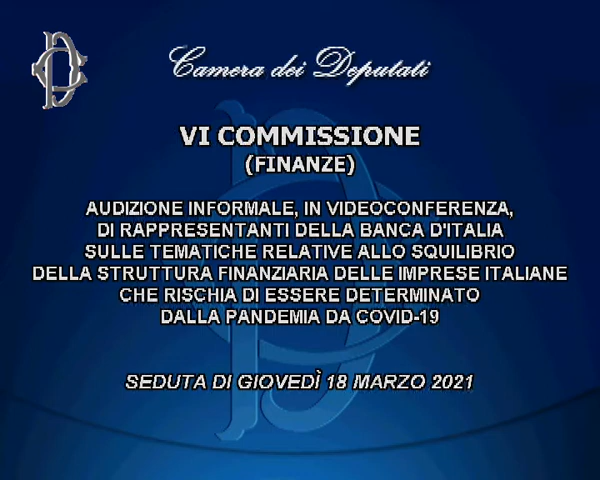 Camera dei Deputati
VI COMMISSIONE
(FINANZE)
AUDIZIONE INFORMALE, IN VIDEOCONFERENZA,
DI RAPPRESENTANTI DELLA BANCA D'ITALIA
SULLE TEMATICHE RELATIVE ALLO SQUILIBRIO
DELLA STRUTTURA FINANZIARIA DELLE IMPRESE ITALIANE
CHE RISCHIA DI ESSERE DETERMINATO
DALLA PANDEMIA DA COVID-19
SEDUTA DI GIOVEDÌ 18 MARZO 2021